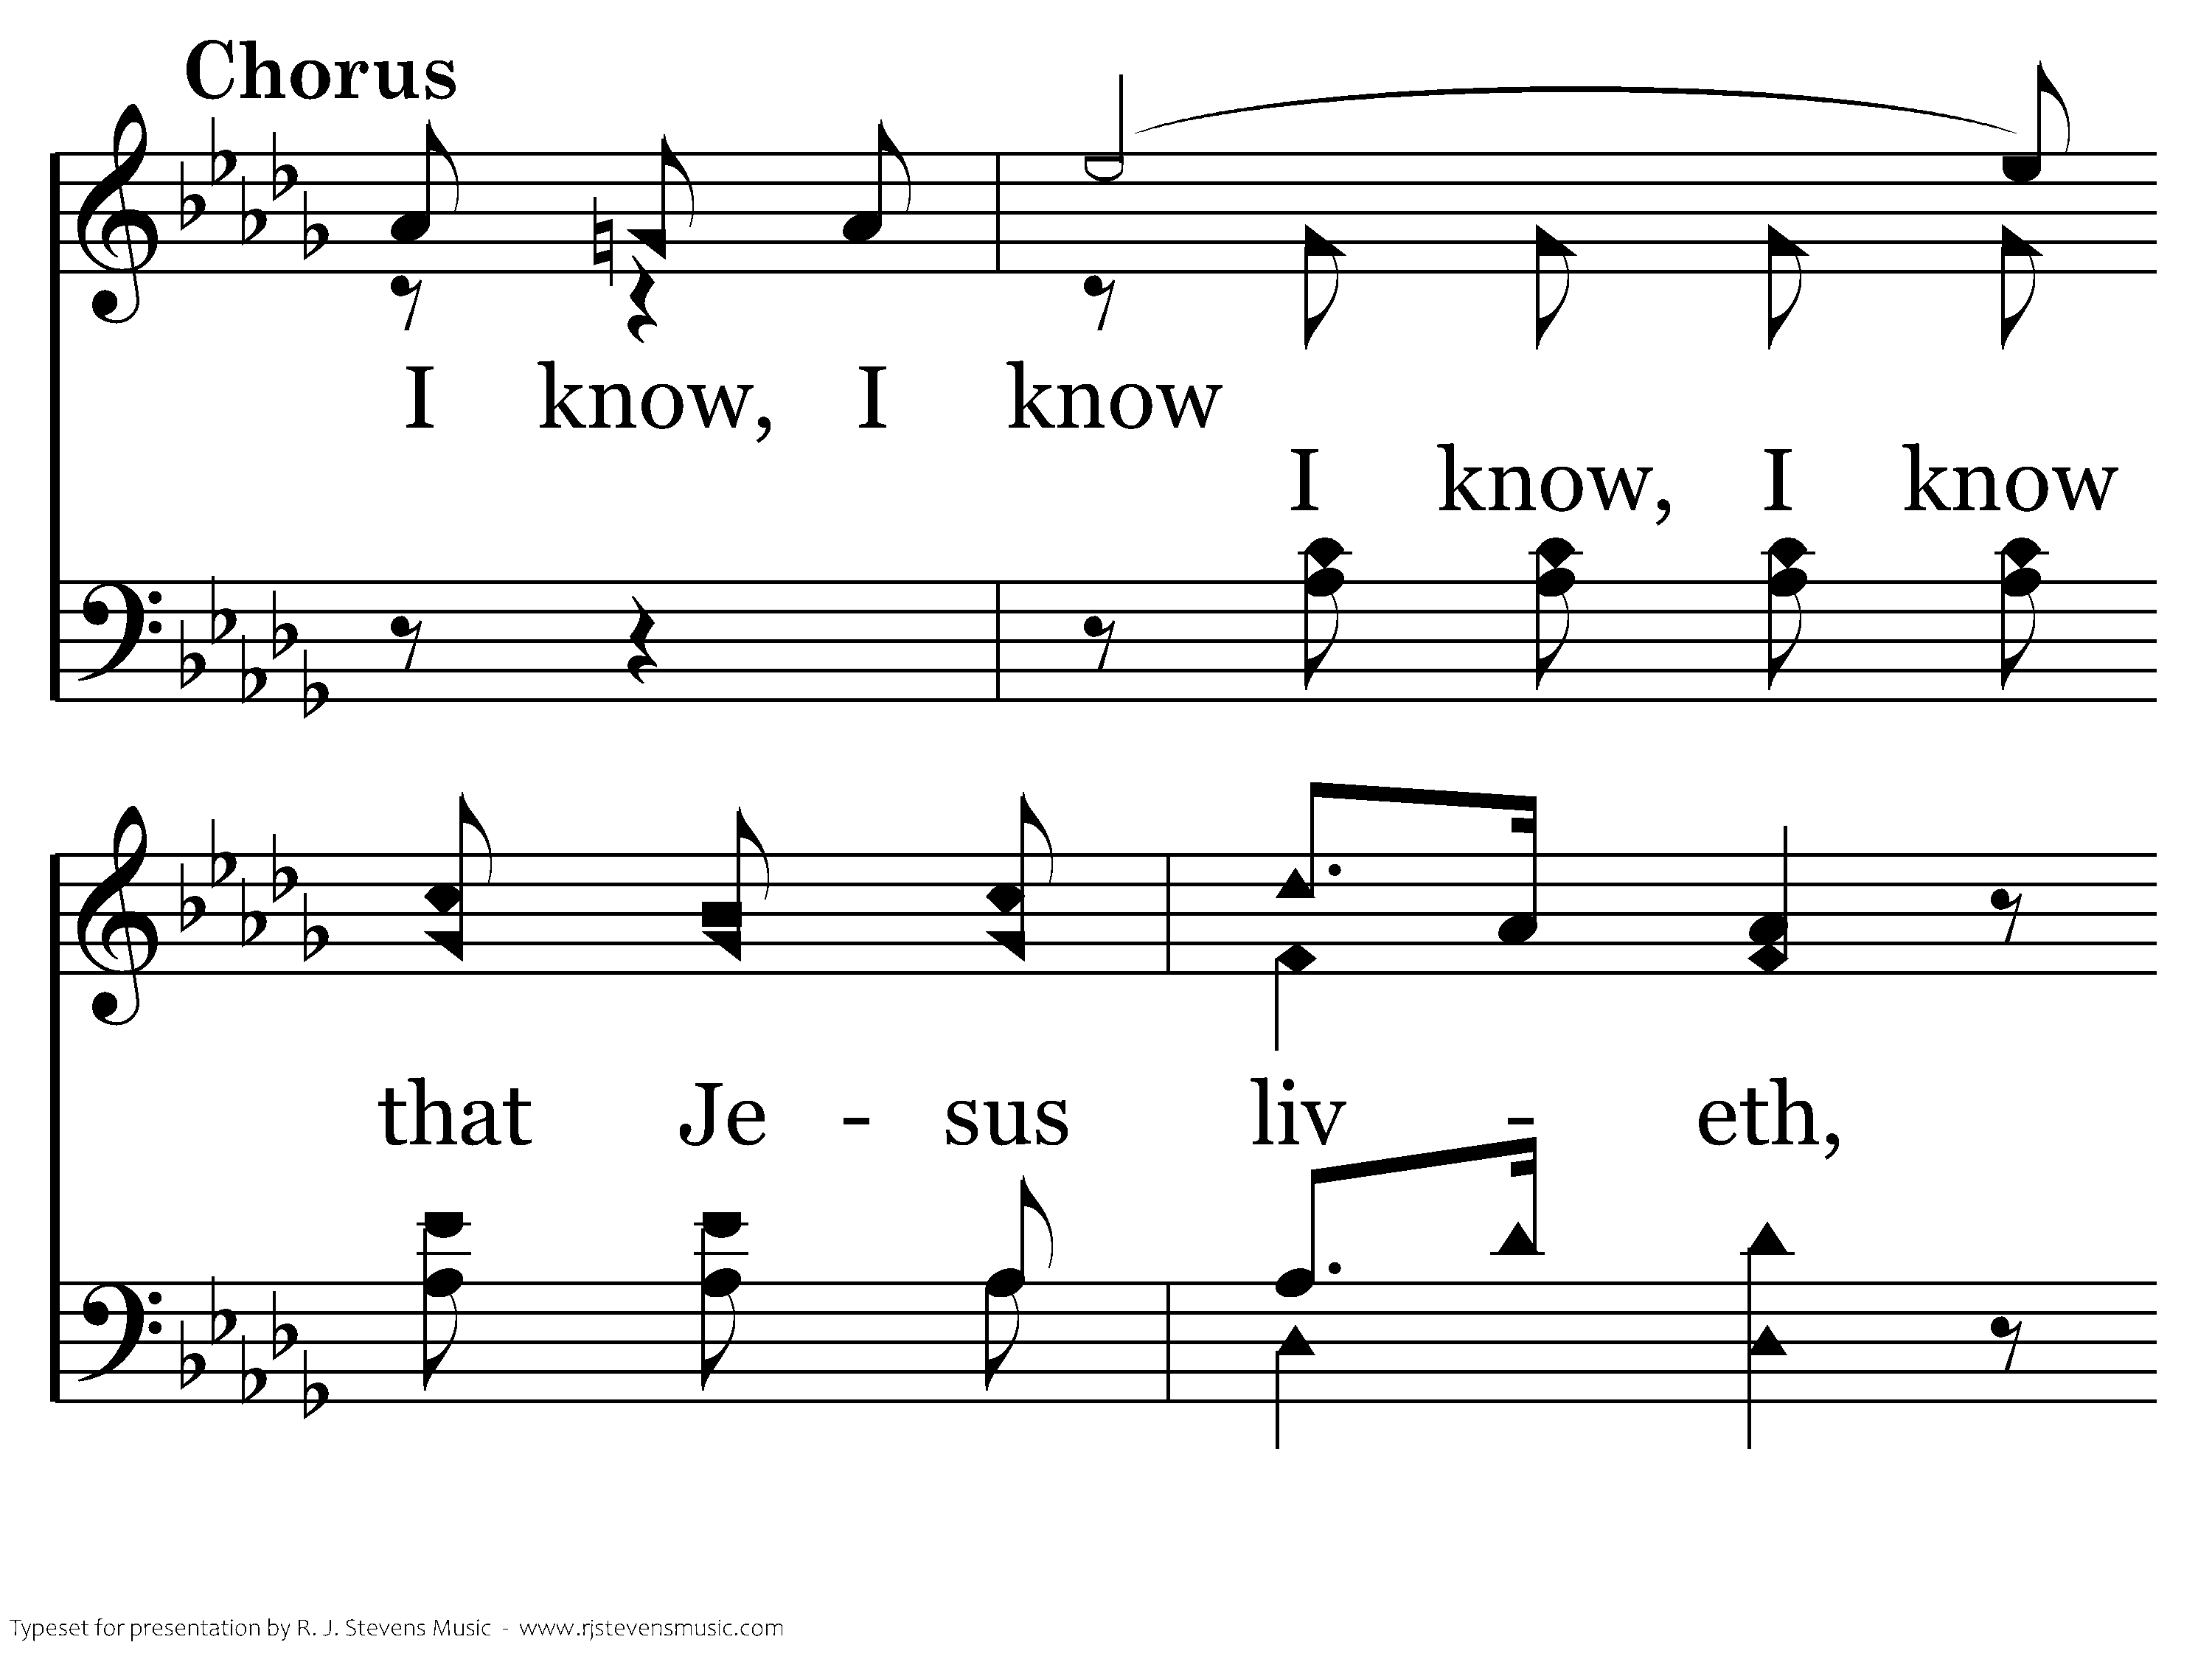 Chorus
I know, I know
I know, I know
that Je - sus liv - eth,
Typeset for presentation by R. J. Stevens Music - www.rjstevensmusic.com